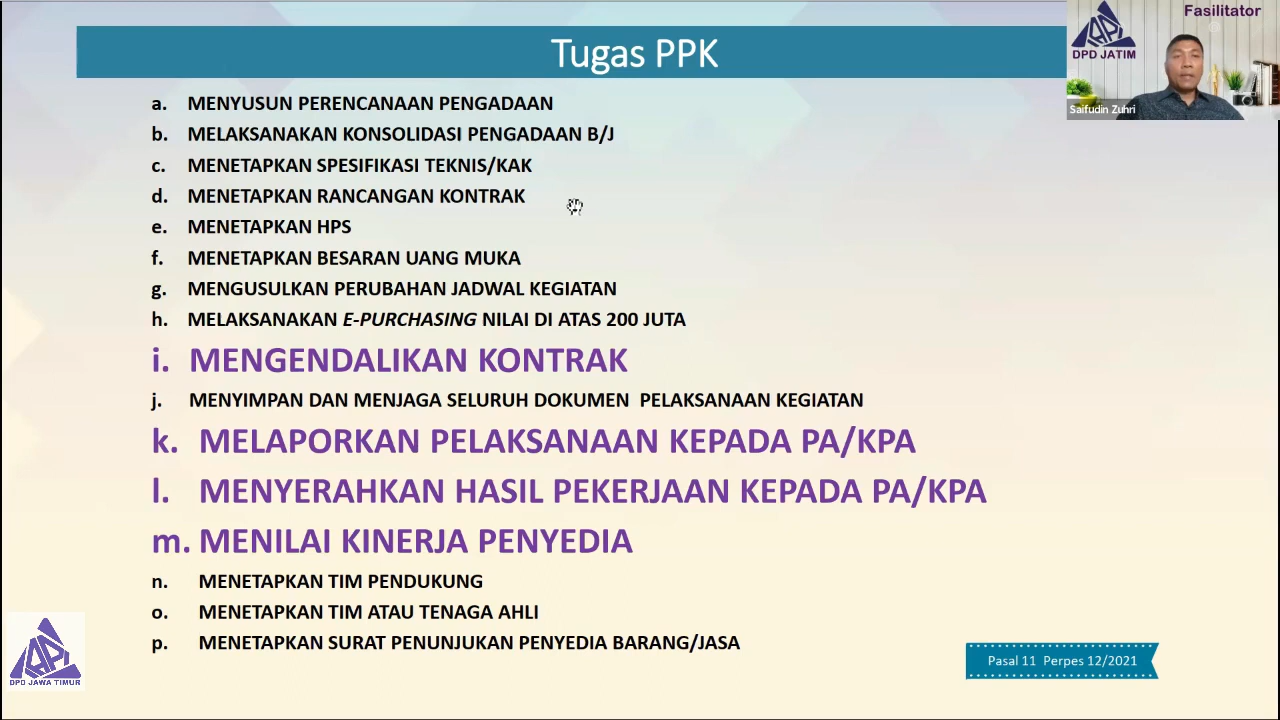 Tugas PPK
Fasilitator
IAPI
DPD JATIM
Saifudin Zuhri
a. MENYUSUN PERENCANAAN PENGADAAN
b. MELAKSANAKAN KONSOLIDASI PENGADAAN B/J
c. MENETAPKAN SPESIFIKASI TEKNIS/KAK
d. MENETAPKAN RANCANGAN KONTRAK
e. MENETAPKAN HPS
f. MENETAPKAN BESARAN UANG MUKA
g. MENGUSULKAN PERUBAHAN JADWAL KEGIATAN
h. MELAKSANAKAN E-PURCHASING NILAI DI ATAS 200 JUTA
i. MENGENDALIKAN KONTRAK
j. MENYIMPAN DAN MENJAGA SELURUH DOKUMEN PELAKSANAAN KEGIATAN
k. MELAPORKAN PELAKSANAAN KEPADA PA/KPA
l. MENYERAHKAN HASIL PEKERJAAN KEPADA PA/KPA
m. MENILAI KINERJA PENYEDIA
n. MENETAPKAN TIM PENDUKUNG
o. MENETAPKAN TIM ATAU TENAGA AHLI
p. MENETAPKAN SURAT PENUNJUKAN PENYEDIA BARANG/JASA
IAPI
DPD JAWA TIMUR
Pasal 11 Perpes 12/2021